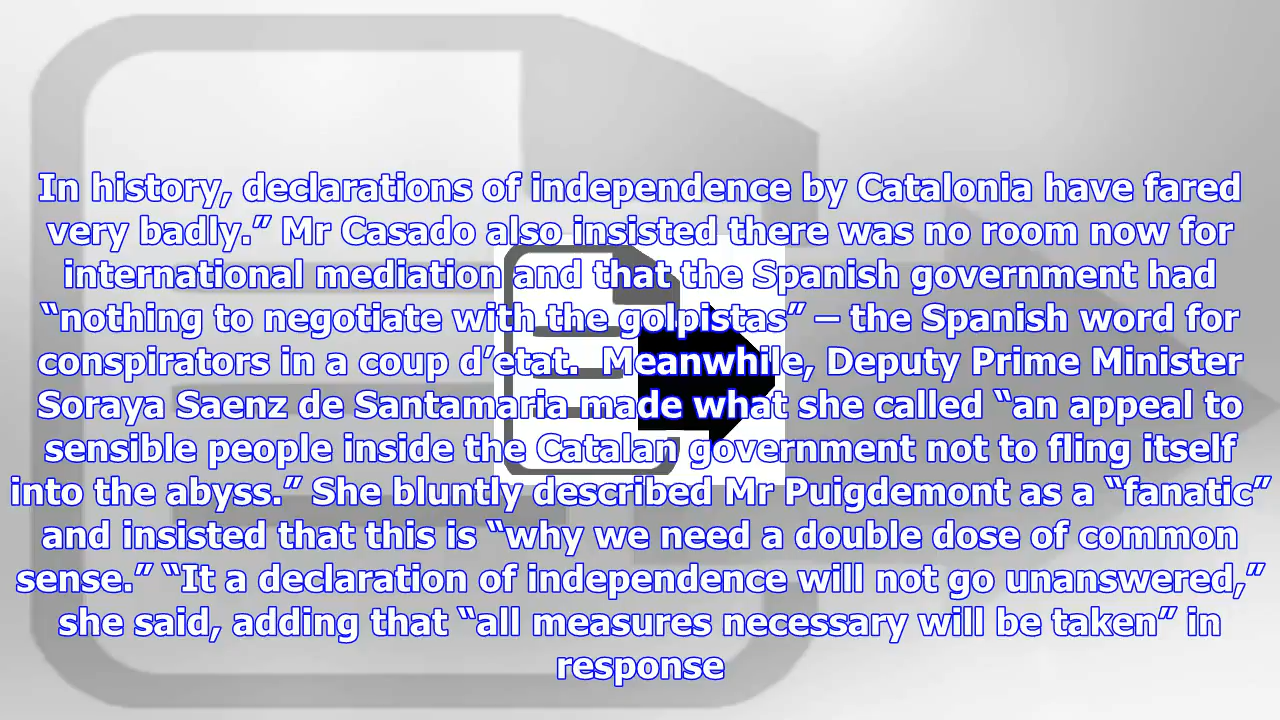 In history, declarations of independence by Catalonia have fared
very badly.” Mr Casado also insisted there was no room now for
international mediation and that the Spanish government had
“nothing to negotiate with the golpistas” – the Spanish word for
conspirators in a coup d’etat.  Meanwhile, Deputy Prime Minister
Soraya Saenz de Santamaria made what she called “an appeal to
sensible people inside the Catalan government not to fling itself
into the abyss.” She bluntly described Mr Puigdemont as a “fanatic”
and insisted that this is “why we need a double dose of common
sense.” “It a declaration of independence will not go unanswered,”
she said, adding that “all measures necessary will be taken” in
response